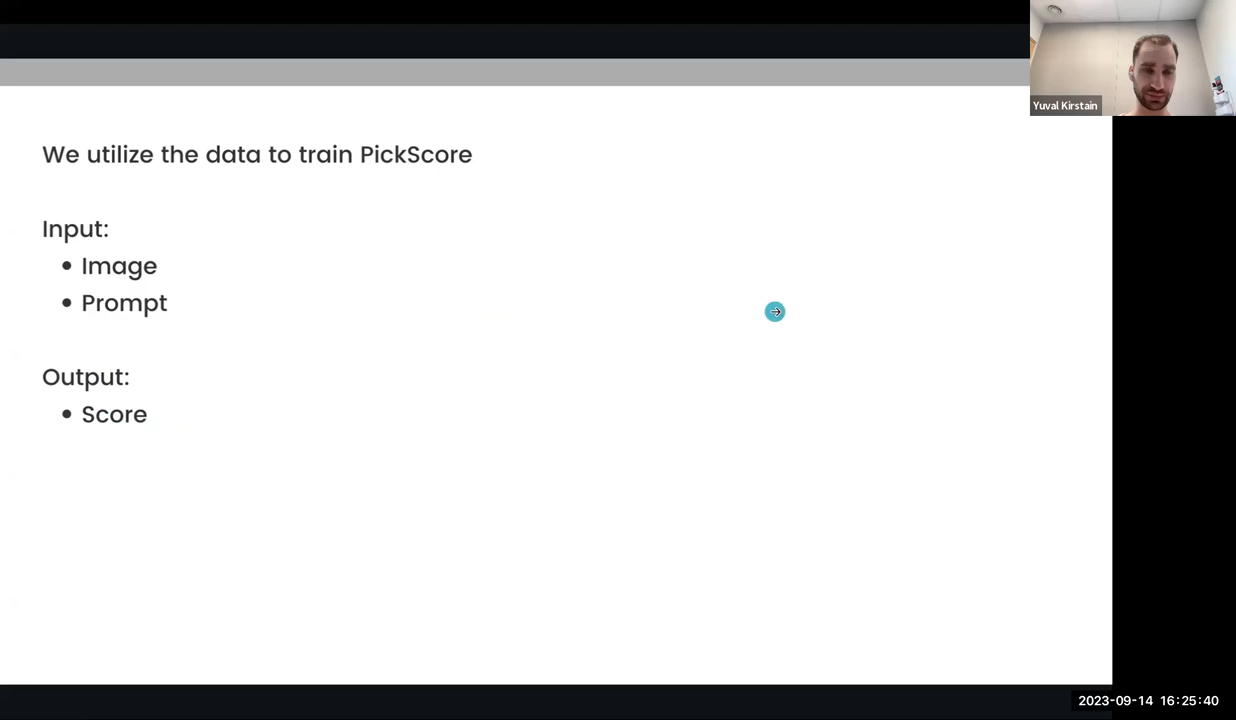 Yuval Kirstain
We utilize the data to train PickScore
Input:
• Image
• Prompt
Output:
• Score
2023-09-14 16:25:40